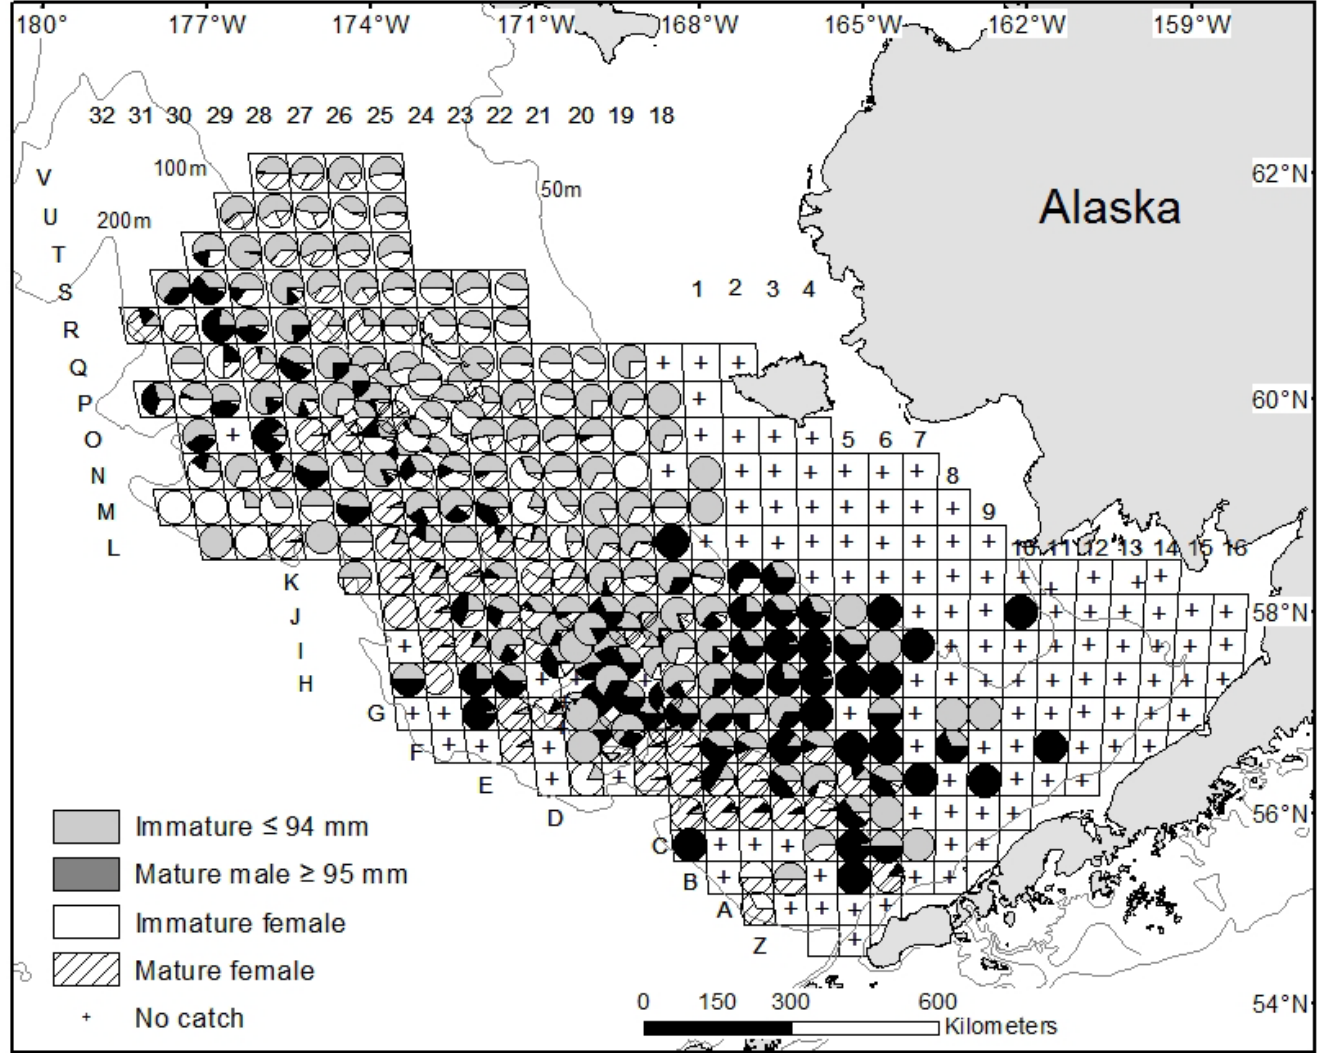 180° 177°W 174°W 171°W 168°W 165°W 162°W 159°W
32 31 30 29 28 27 26 25 24 23 22 21 20 19 18
V
100m
62°N
50m
U
200m
Alaska
T
S
1 2 3 4
R
Q
P
60°N
O
5 6 7
N
8
M
9
L
10 11 12 13 14 15 16
K
J
58°N
I
H
G
F
E
D
56°N
C
B
A
Z
Immature ≤ 94 mm
Mature male ≥ 95 mm
Immature female
Mature female
No catch
0 150 300 600
Kilometers
54°N